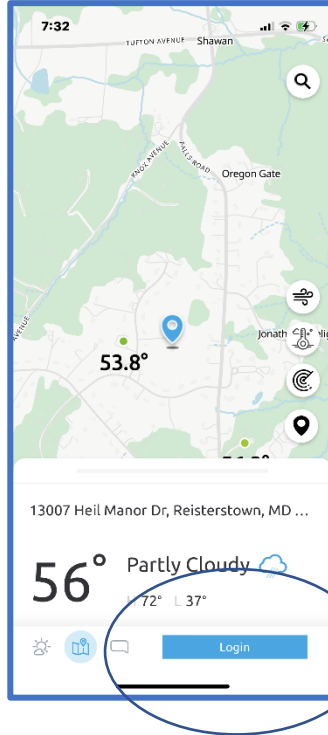 7:32
TUFTON AVENUE
Shawan
KNOX AVENUE
FALLS ROAD
Oregon Gate
Jonath
53.8°
13007 Heil Manor Dr, Reisterstown, MD ...
56°
Partly Cloudy
H 72° L 37°
Login